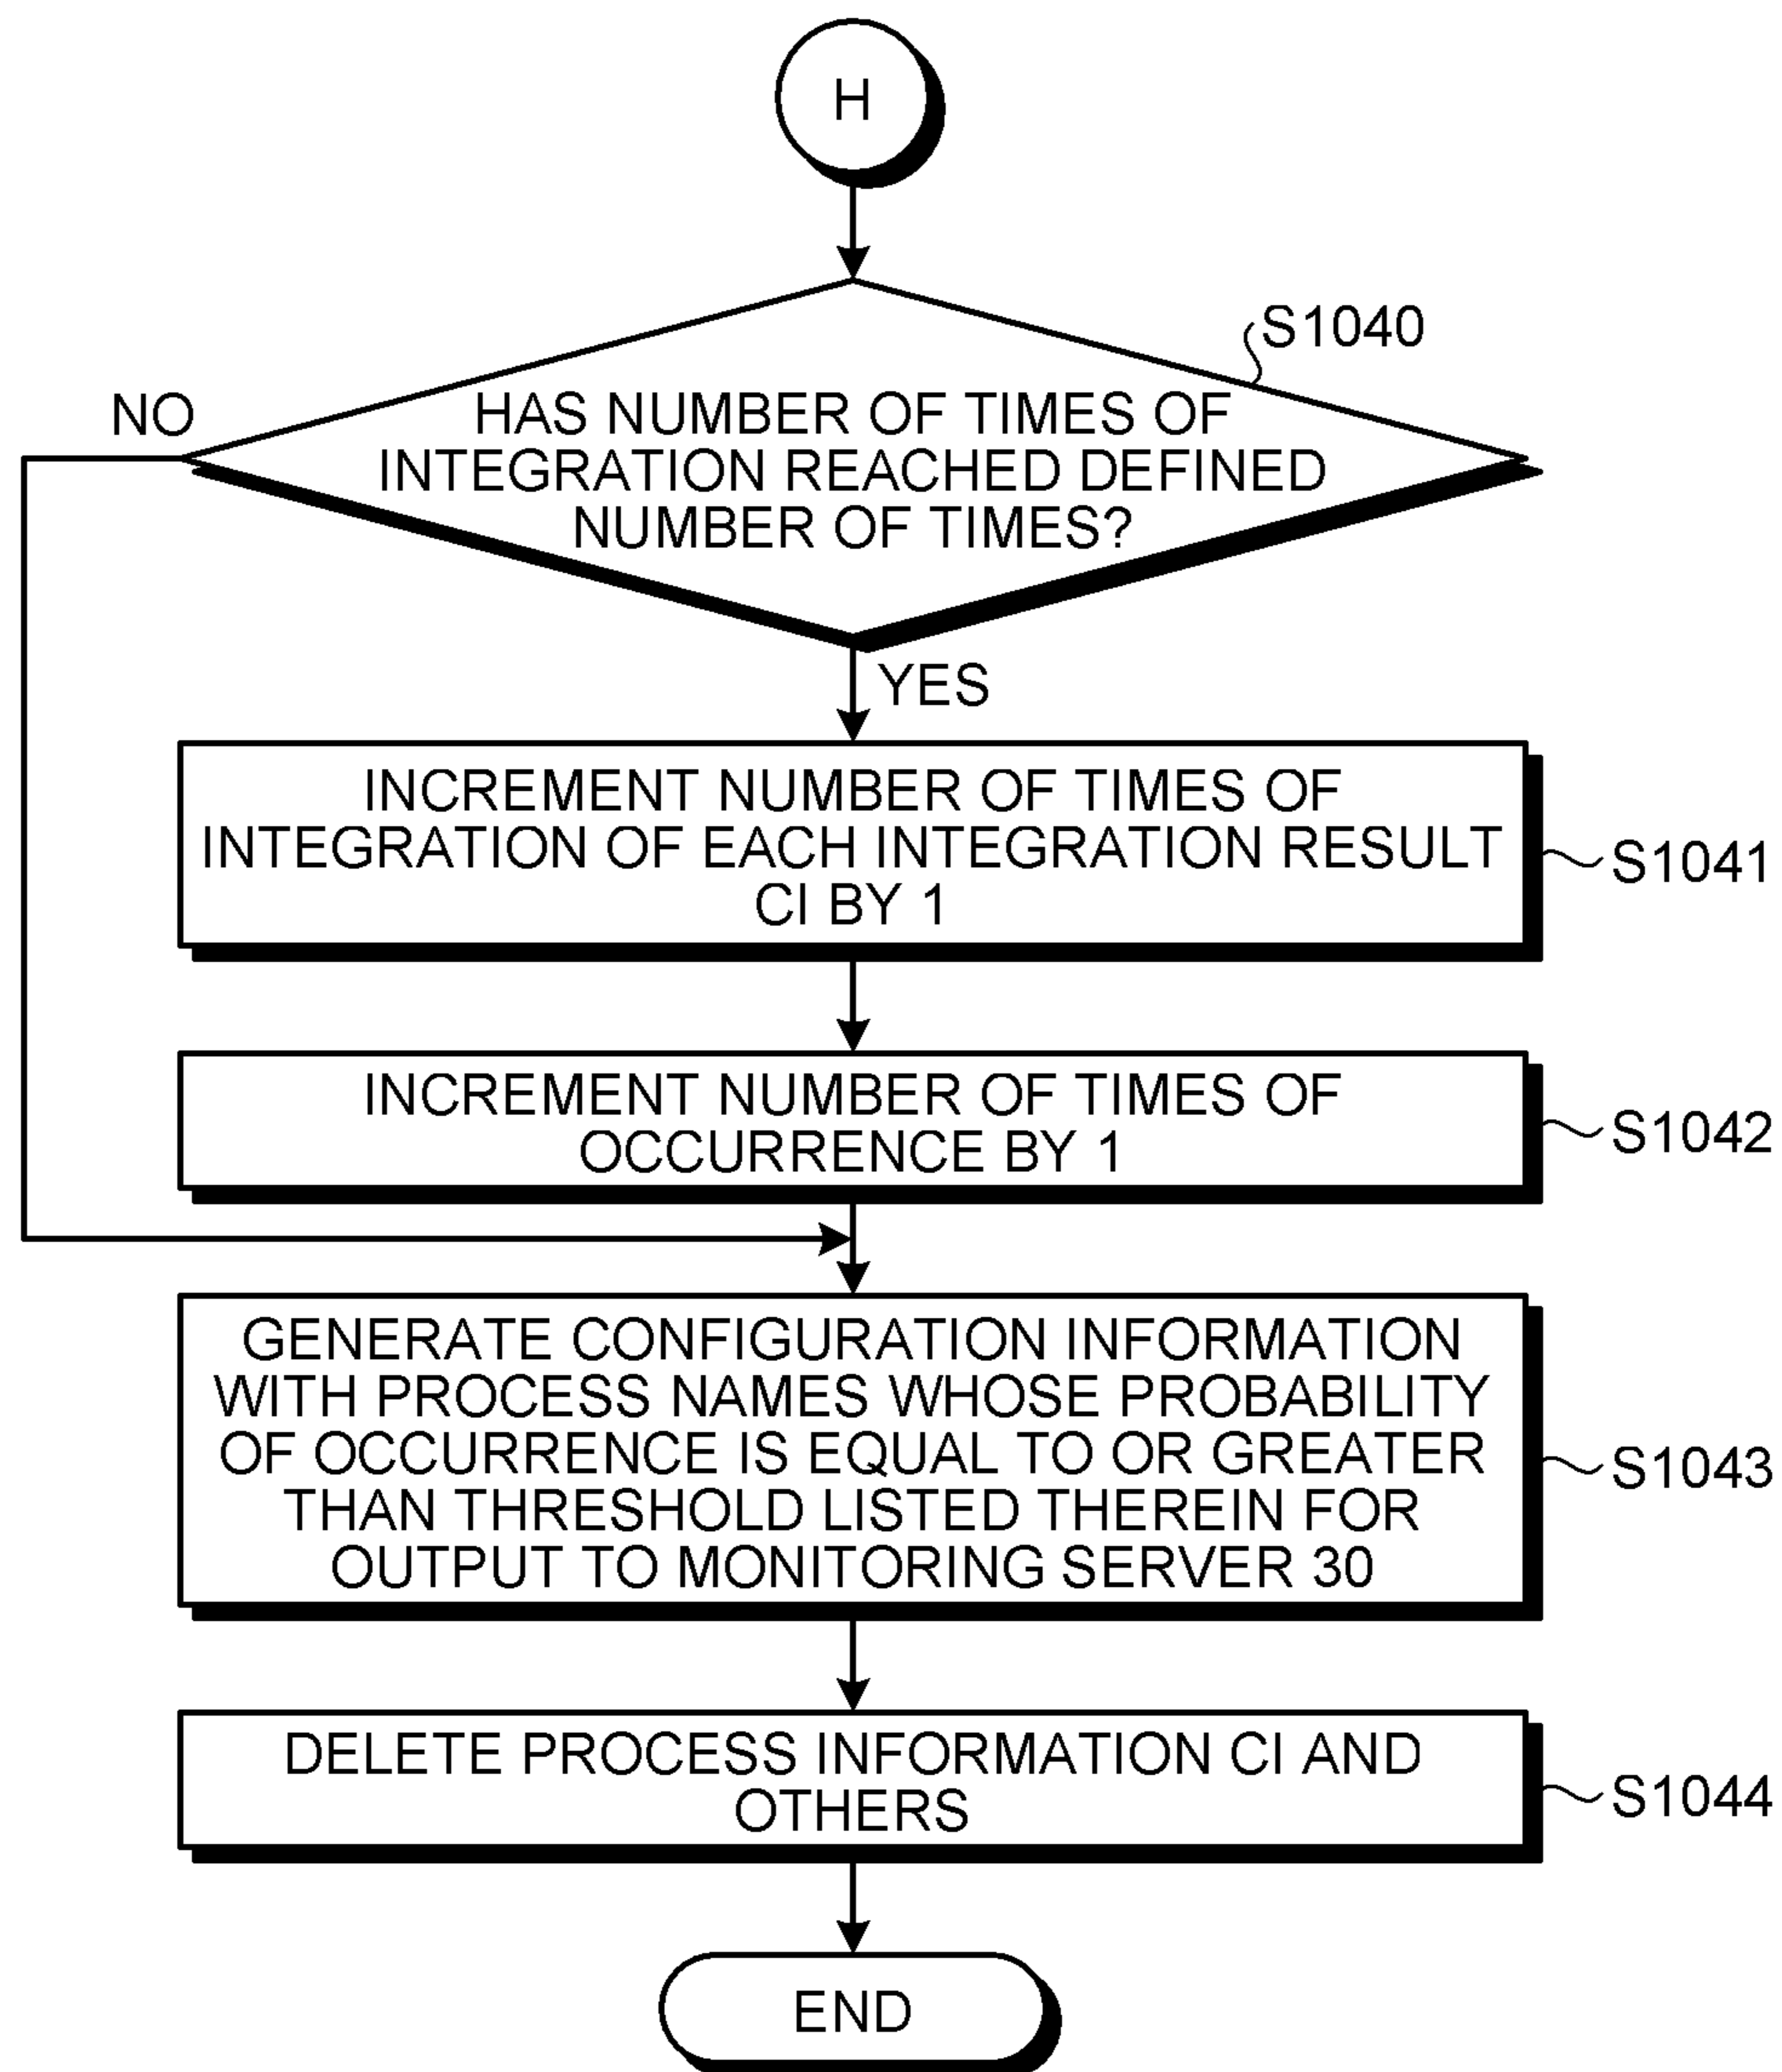 H
S1040
NO
HAS NUMBER OF TIMES OF
INTEGRATION REACHED DEFINED
NUMBER OF TIMES?
YES
INCREMENT NUMBER OF TIMES OF
INTEGRATION OF EACH INTEGRATION RESULT
CI BY 1
S1041
INCREMENT NUMBER OF TIMES OF
OCCURRENCE BY 1
S1042
GENERATE CONFIGURATION INFORMATION
WITH PROCESS NAMES WHOSE PROBABILITY
OF OCCURRENCE IS EQUAL TO OR GREATER
THAN THRESHOLD LISTED THEREIN FOR
OUTPUT TO MONITORING SERVER 30
S1043
DELETE PROCESS INFORMATION CI AND
OTHERS
S1044
END